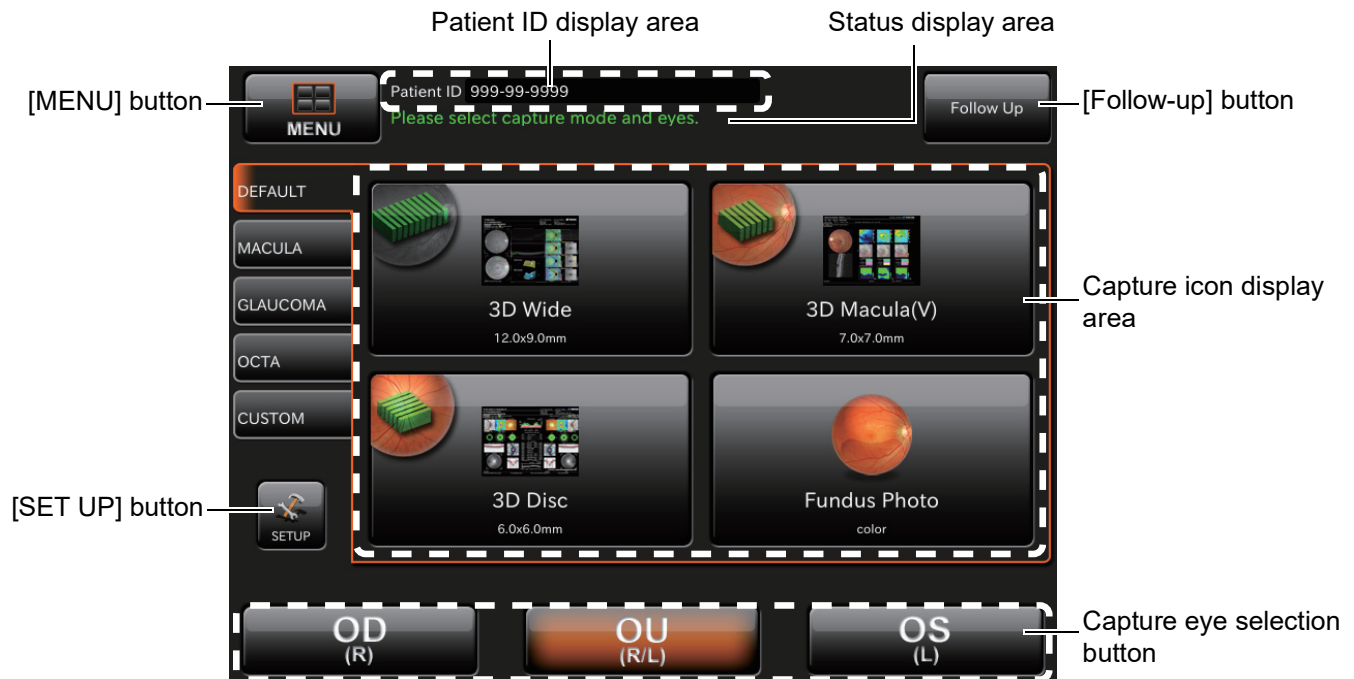 Patient ID display area
Status display area
[MENU] button
MENU
Patient ID 999-99-9999
Please select capture mode and eyes.
Follow Up
[Follow-up] button
DEFAULT
MACULA
GLAUCOMA
OCTA
CUSTOM
3D Wide
12.0x9.0mm
3D Macula(V)
7.0x7.0mm
Capture icon display
area
3D Disc
6.0x6.0mm
Fundus Photo
color
[SET UP] button
SETUP
OD
(R)
OU
(R/L)
OS
(L)
Capture eye selection
button